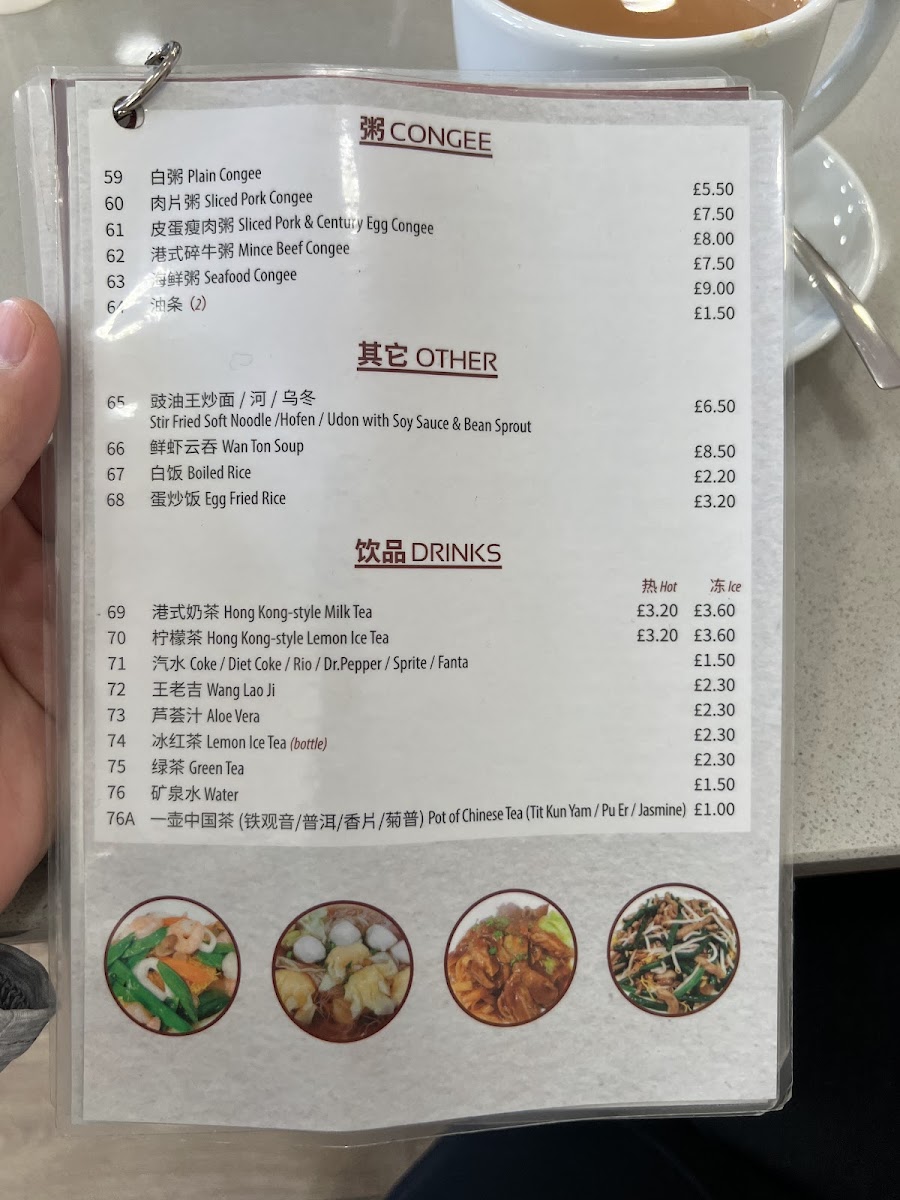 粥 CONGEE
59 白粥 Plain Congee £5.50
60 肉片粥 Sliced Pork Congee £7.50
61 皮蛋瘦肉粥 Sliced Pork & Century Egg Congee £8.00
62 港式碎牛粥 Mince Beef Congee £7.50
63 海鲜粥 Seafood Congee £9.00
64 油条 (2) £1.50
其它 OTHER
65 豉油王炒面 / 河 / 乌冬 £6.50
Stir Fried Soft Noodle /Hofen / Udon with Soy Sauce & Bean Sprout
66 鲜虾云吞 Wan Ton Soup £8.50
67 白饭 Boiled Rice £2.20
68 蛋炒饭 Egg Fried Rice £3.20
饮品 DRINKS
热 Hot 冻 Ice
69 港式奶茶 Hong Kong-style Milk Tea £3.20 £3.60
70 柠檬茶 Hong Kong-style Lemon Ice Tea £3.20 £3.60
71 汽水 Coke / Diet Coke / Rio / Dr.Pepper / Sprite / Fanta £1.50
72 王老吉 Wang Lao Ji £2.30
73 芦荟汁 Aloe Vera £2.30
74 冰红茶 Lemon Ice Tea (bottle) £2.30
75 绿茶 Green Tea £2.30
76 矿泉水 Water £1.50
76A 一壶中国茶 (铁观音/普洱/香片/菊普) Pot of Chinese Tea (Tit Kun Yam / Pu Er / Jasmine) £1.00